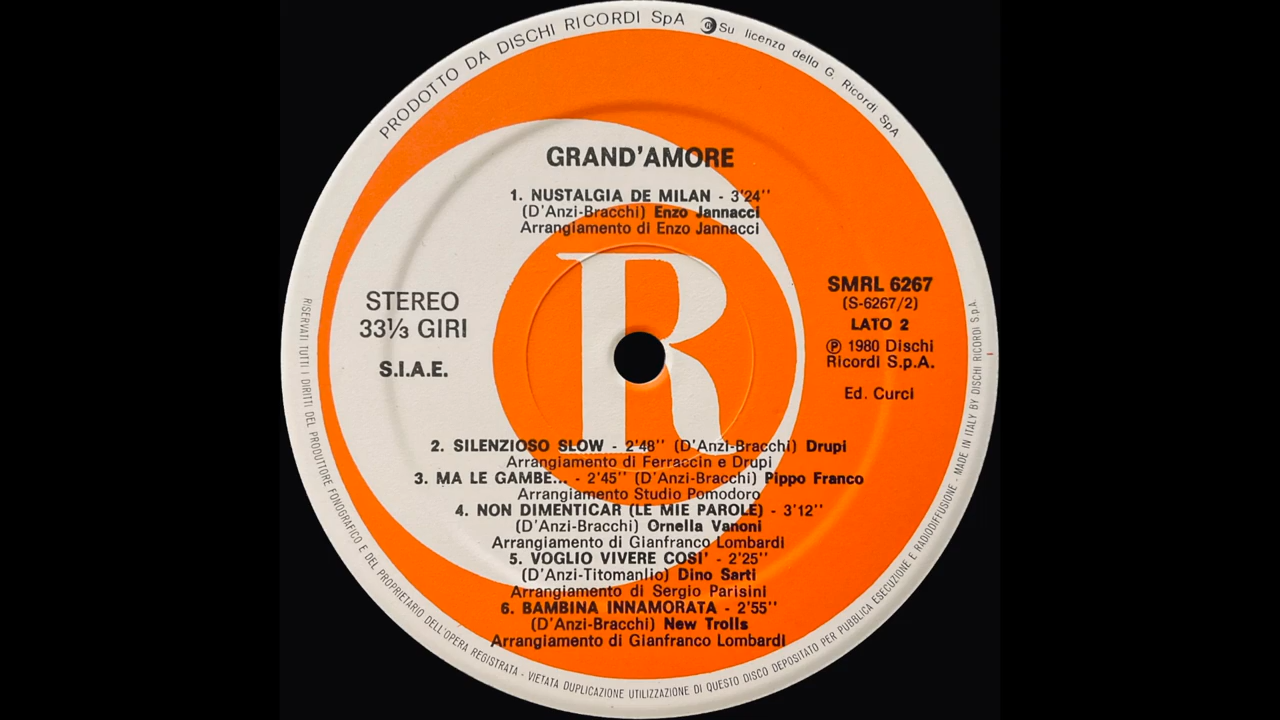 PRODOTTO DA DISCHI RICORDI SpA
Su licenza della G. Ricordi SpA
GRAND'AMORE
1. NUSTALGIA DE MILAN - 3'24''
(D'Anzi-Bracchi) Enzo Jannacci
Arrangiamento di Enzo Jannacci
R
STEREO
33⅓ GIRI
S.I.A.E.
SMRL 6267
(S-6267/2)
LATO 2
℗ 1980 Dischi
Ricordi S.p.A.
Ed. Curci
2. SILENZIOSO SLOW - 2'48'' (D'Anzi-Bracchi) Drupi
Arrangiamento di Ferraccin e Drupi
3. MA LE GAMBE... - 2'45'' (D'Anzi-Bracchi) Pippo Franco
Arrangiamento Studio Pomodoro
4. NON DIMENTICAR (LE MIE PAROLE) - 3'12''
(D'Anzi-Bracchi) Ornella Vanoni
Arrangiamento di Gianfranco Lombardi
5. VOGLIO VIVERE COSI' - 2'25''
(D'Anzi-Titomanlio) Dino Sarti
Arrangiamento di Sergio Parisini
6. BAMBINA INNAMORATA - 2'55''
(D'Anzi-Bracchi) New Trolls
Arrangiamento di Gianfranco Lombardi
RISERVATI TUTTI I DIRITTI DEL PRODUTTORE FONOGRAFICO E DEL PROPRIETARIO DELL'OPERA REGISTRATA - VIETATA DUPLICAZIONE UTILIZZAZIONE DI QUESTO DISCO DEPOSITATO PER PUBBLICA ESECUZIONE E RADIODIFFUSIONE - MADE IN ITALY BY DISCHI RICORDI S.p.A.